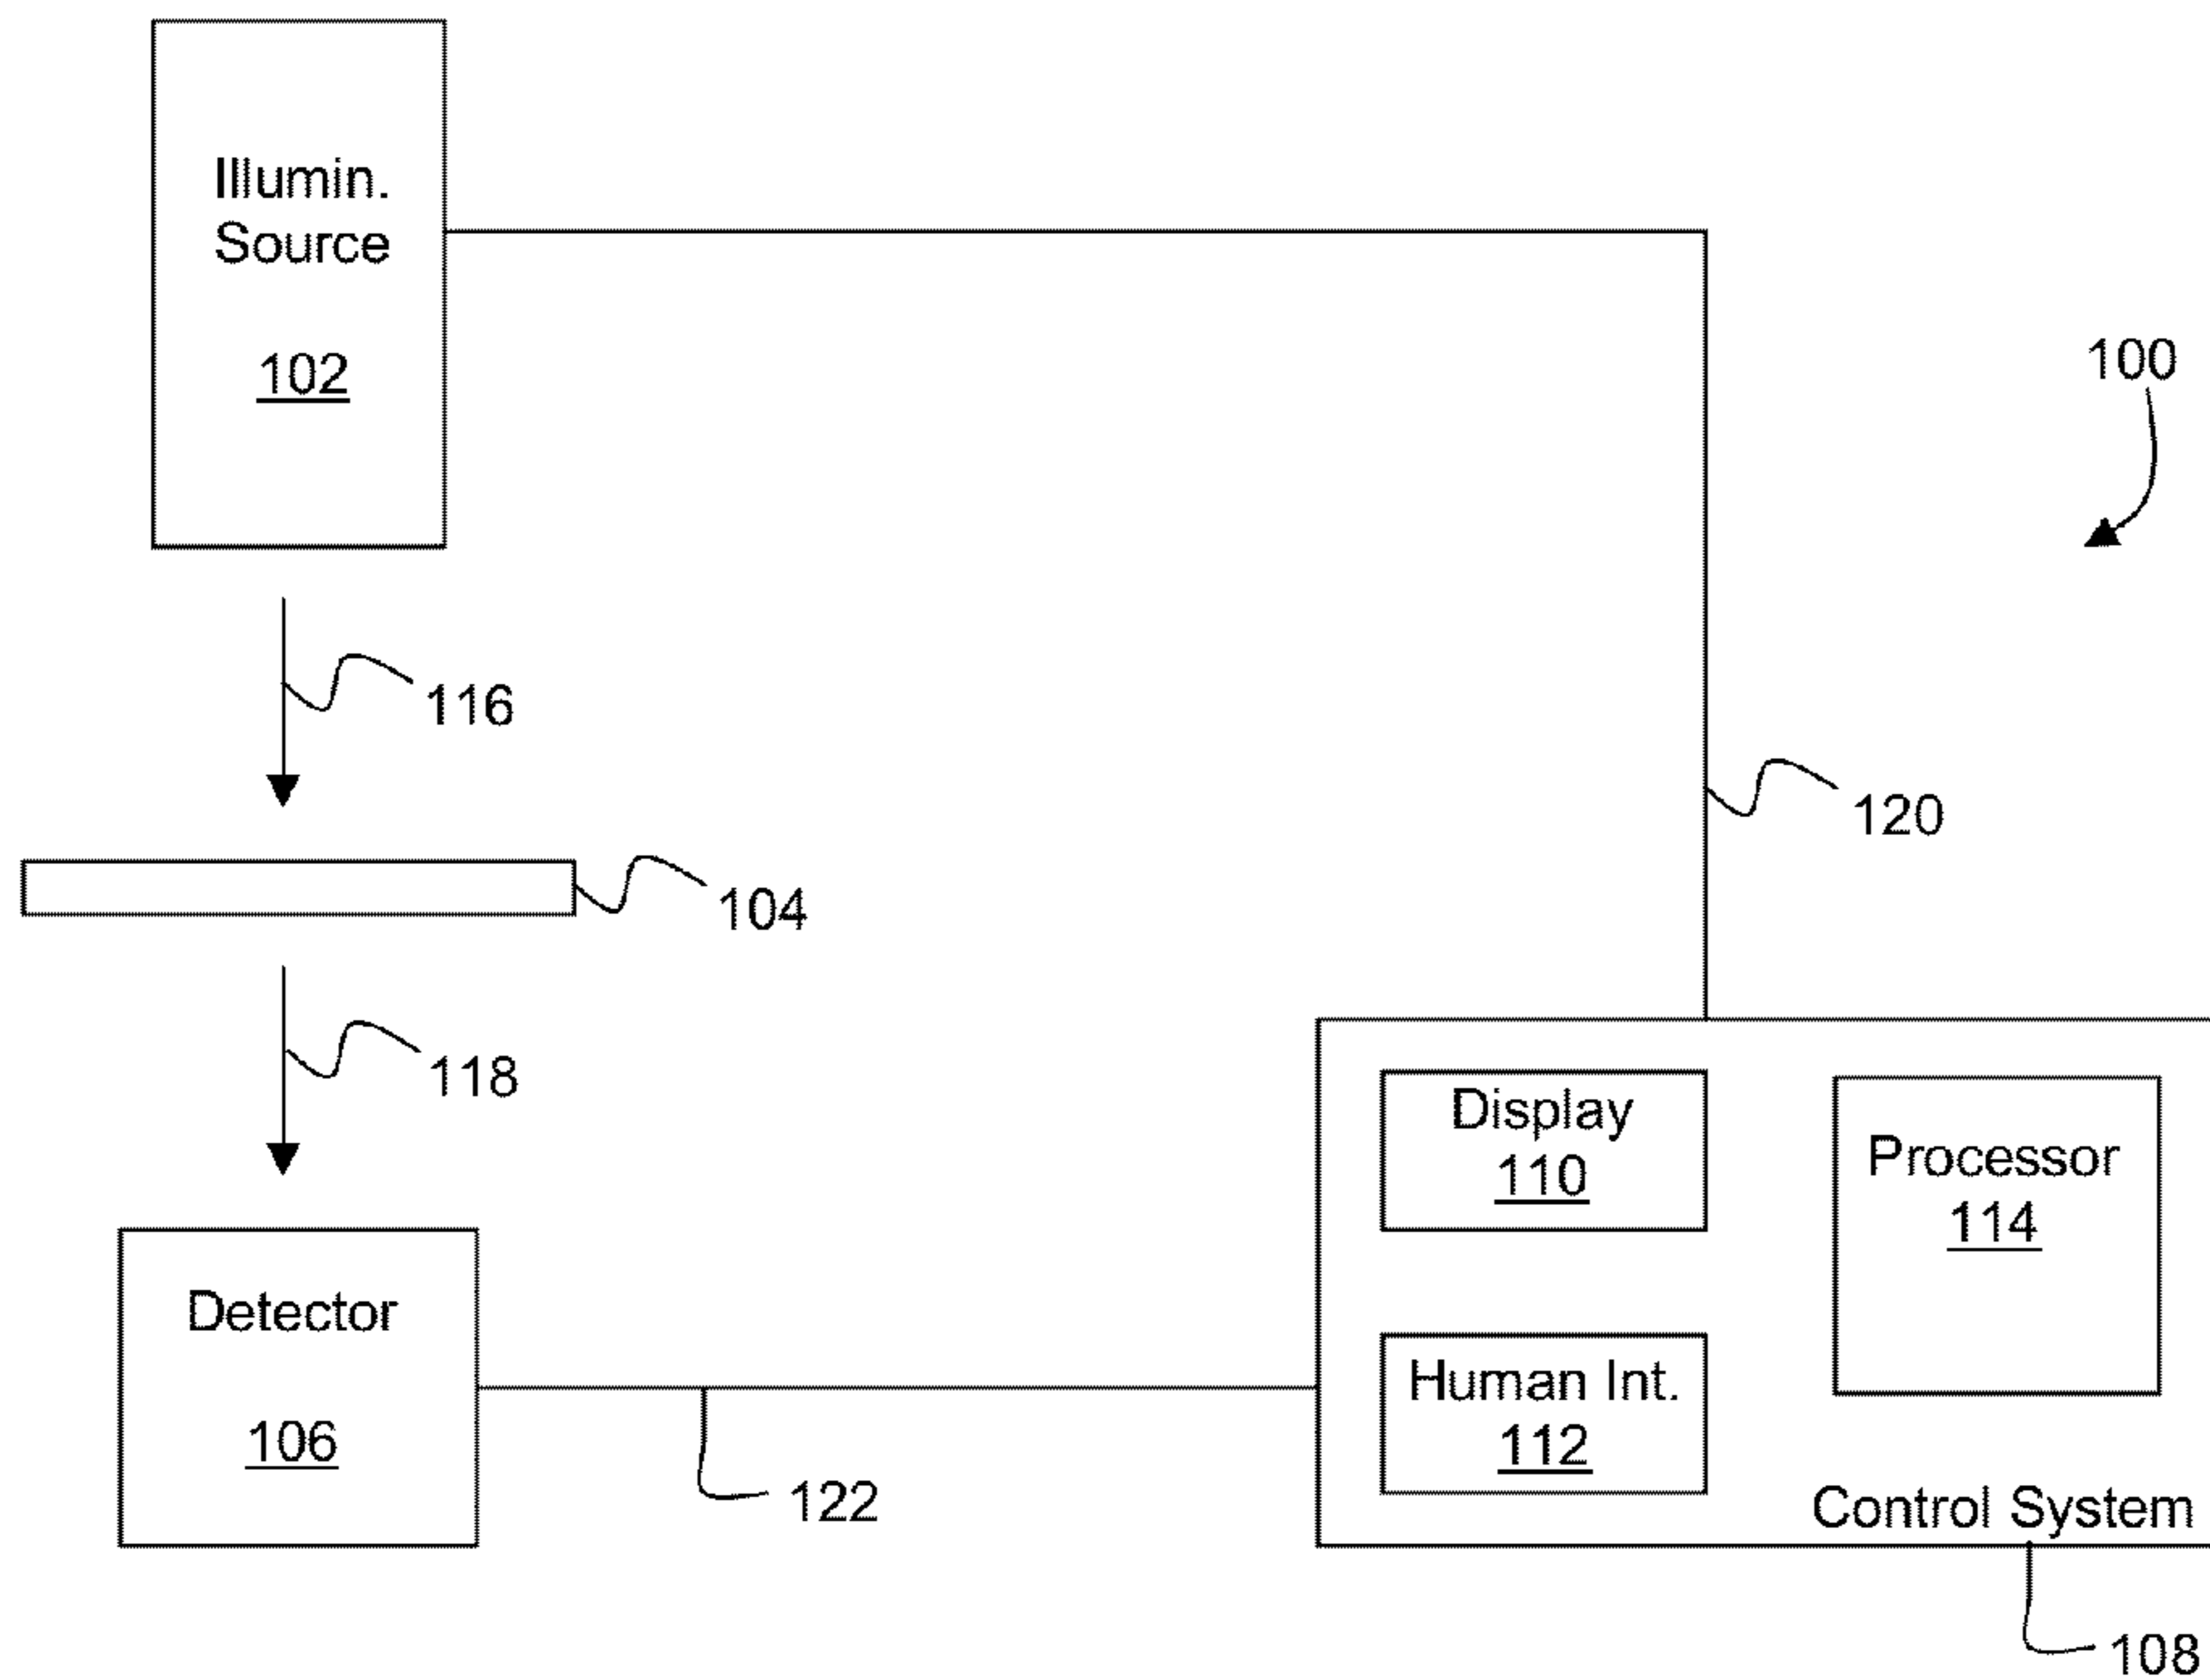 Illumin.
Source
102
100
116
120
104
118
Display
110
Processor
114
Detector
106
Human Int.
112
122
Control System
108